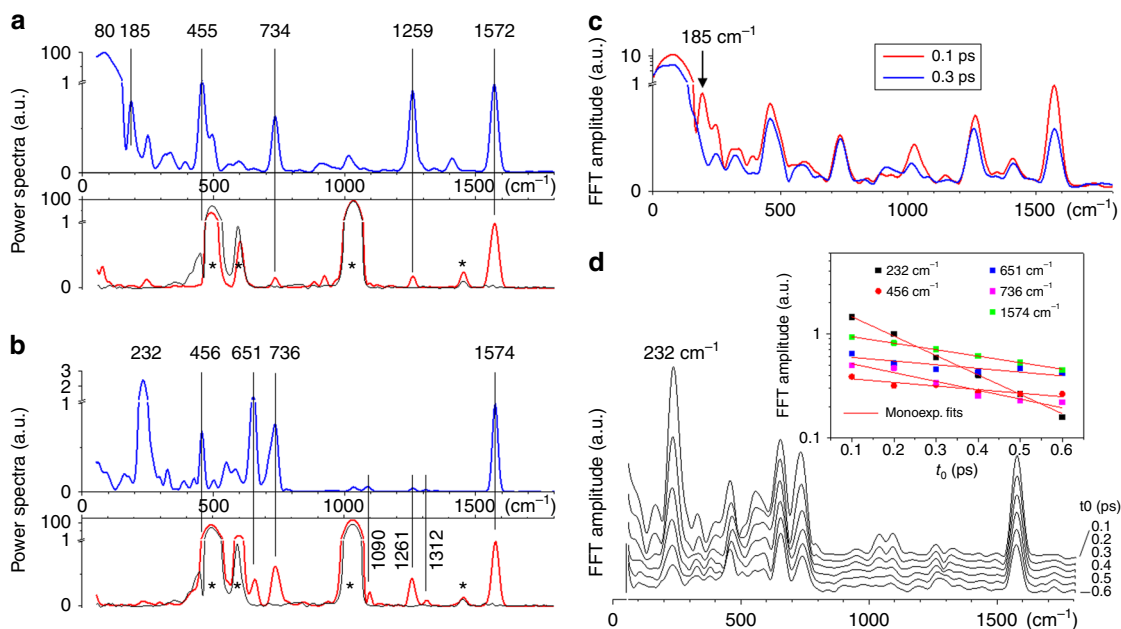 a
80 185 455 734 1259 1572
Power spectra (a.u.)
100
1
0
0 500 1000 1500 (cm⁻¹)
100
1
0
* * * *
b
232 456 651 736 1574
Power spectra (a.u.)
3
2
1
0
0 500 1000 1500 (cm⁻¹)
100
1
0
* * * *
1090
1261
1312
c
FFT amplitude (a.u.)
10
1
0
185 cm⁻¹
0.1 ps
0.3 ps
0 500 1000 1500 (cm⁻¹)
d
FFT amplitude (a.u.)
232 cm⁻¹
FFT amplitude (a.u.)
1
0.1
232 cm⁻¹
456 cm⁻¹
651 cm⁻¹
736 cm⁻¹
1574 cm⁻¹
Monoexp. fits
0.1 0.2 0.3 0.4 0.5 0.6
t₀ (ps)
t0 (ps)
0.1
0.2
0.3
0.4
0.5
0.6
0 500 1000 1500 (cm⁻¹)